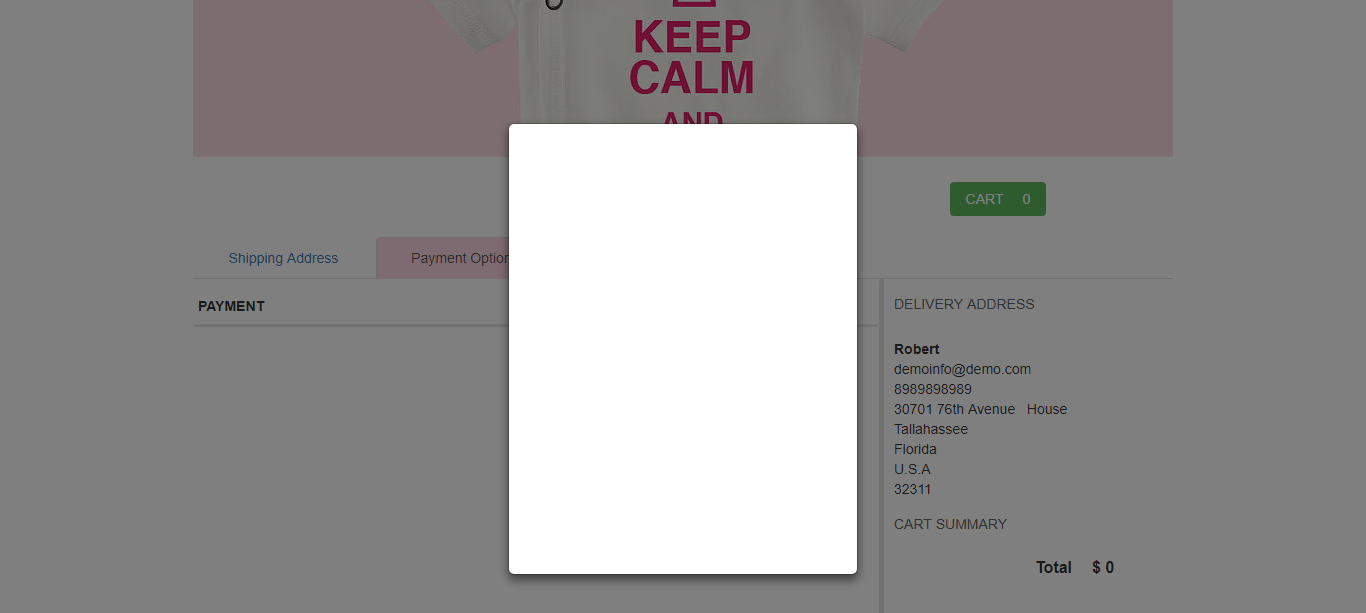 KEEP
CALM
AND
CART 0
Shipping Address
Payment Option
PAYMENT
DELIVERY ADDRESS
Robert
demoinfo@demo.com
8989898989
30701 76th Avenue House
Tallahassee
Florida
U.S.A
32311
CART SUMMARY
Total $ 0